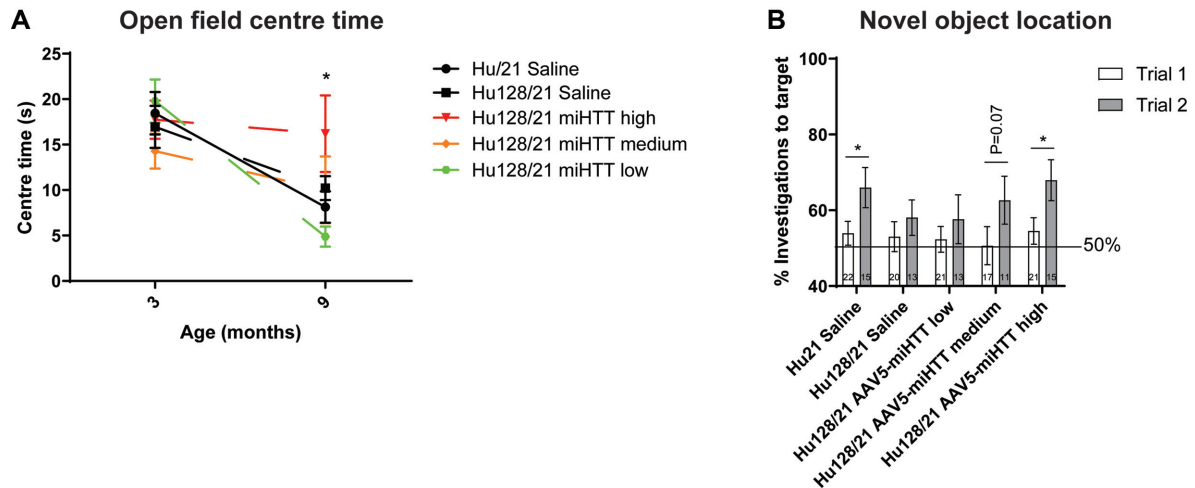 A Open field centre time
25
20
15
10
5
0
Centre time (s)
*
3
9
Age (months)
Hu/21 Saline
Hu128/21 Saline
Hu128/21 miHTT high
Hu128/21 miHTT medium
Hu128/21 miHTT low
B Novel object location
100
80
60
40
% Investigations to target
*
P=0.07
*
50%
22 15 20 13 21 13 17 11 21 15
Hu21 Saline
Hu128/21 Saline
Hu128/21 AAV5-miHTT low
Hu128/21 AAV5-miHTT medium
Hu128/21 AAV5-miHTT high
Trial 1
Trial 2